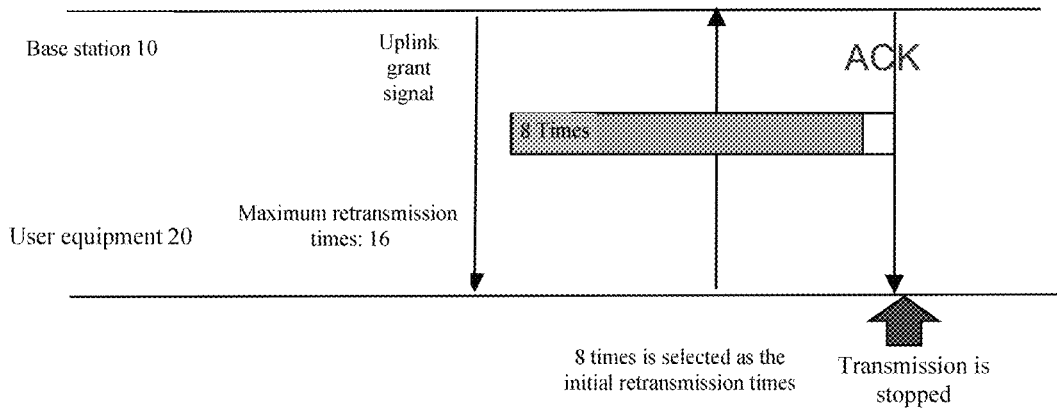 Base station 10
Uplink
grant
signal
ACK
8 Times
Maximum retransmission
times: 16
User equipment 20
8 times is selected as the
initial retransmission times
Transmission is
stopped